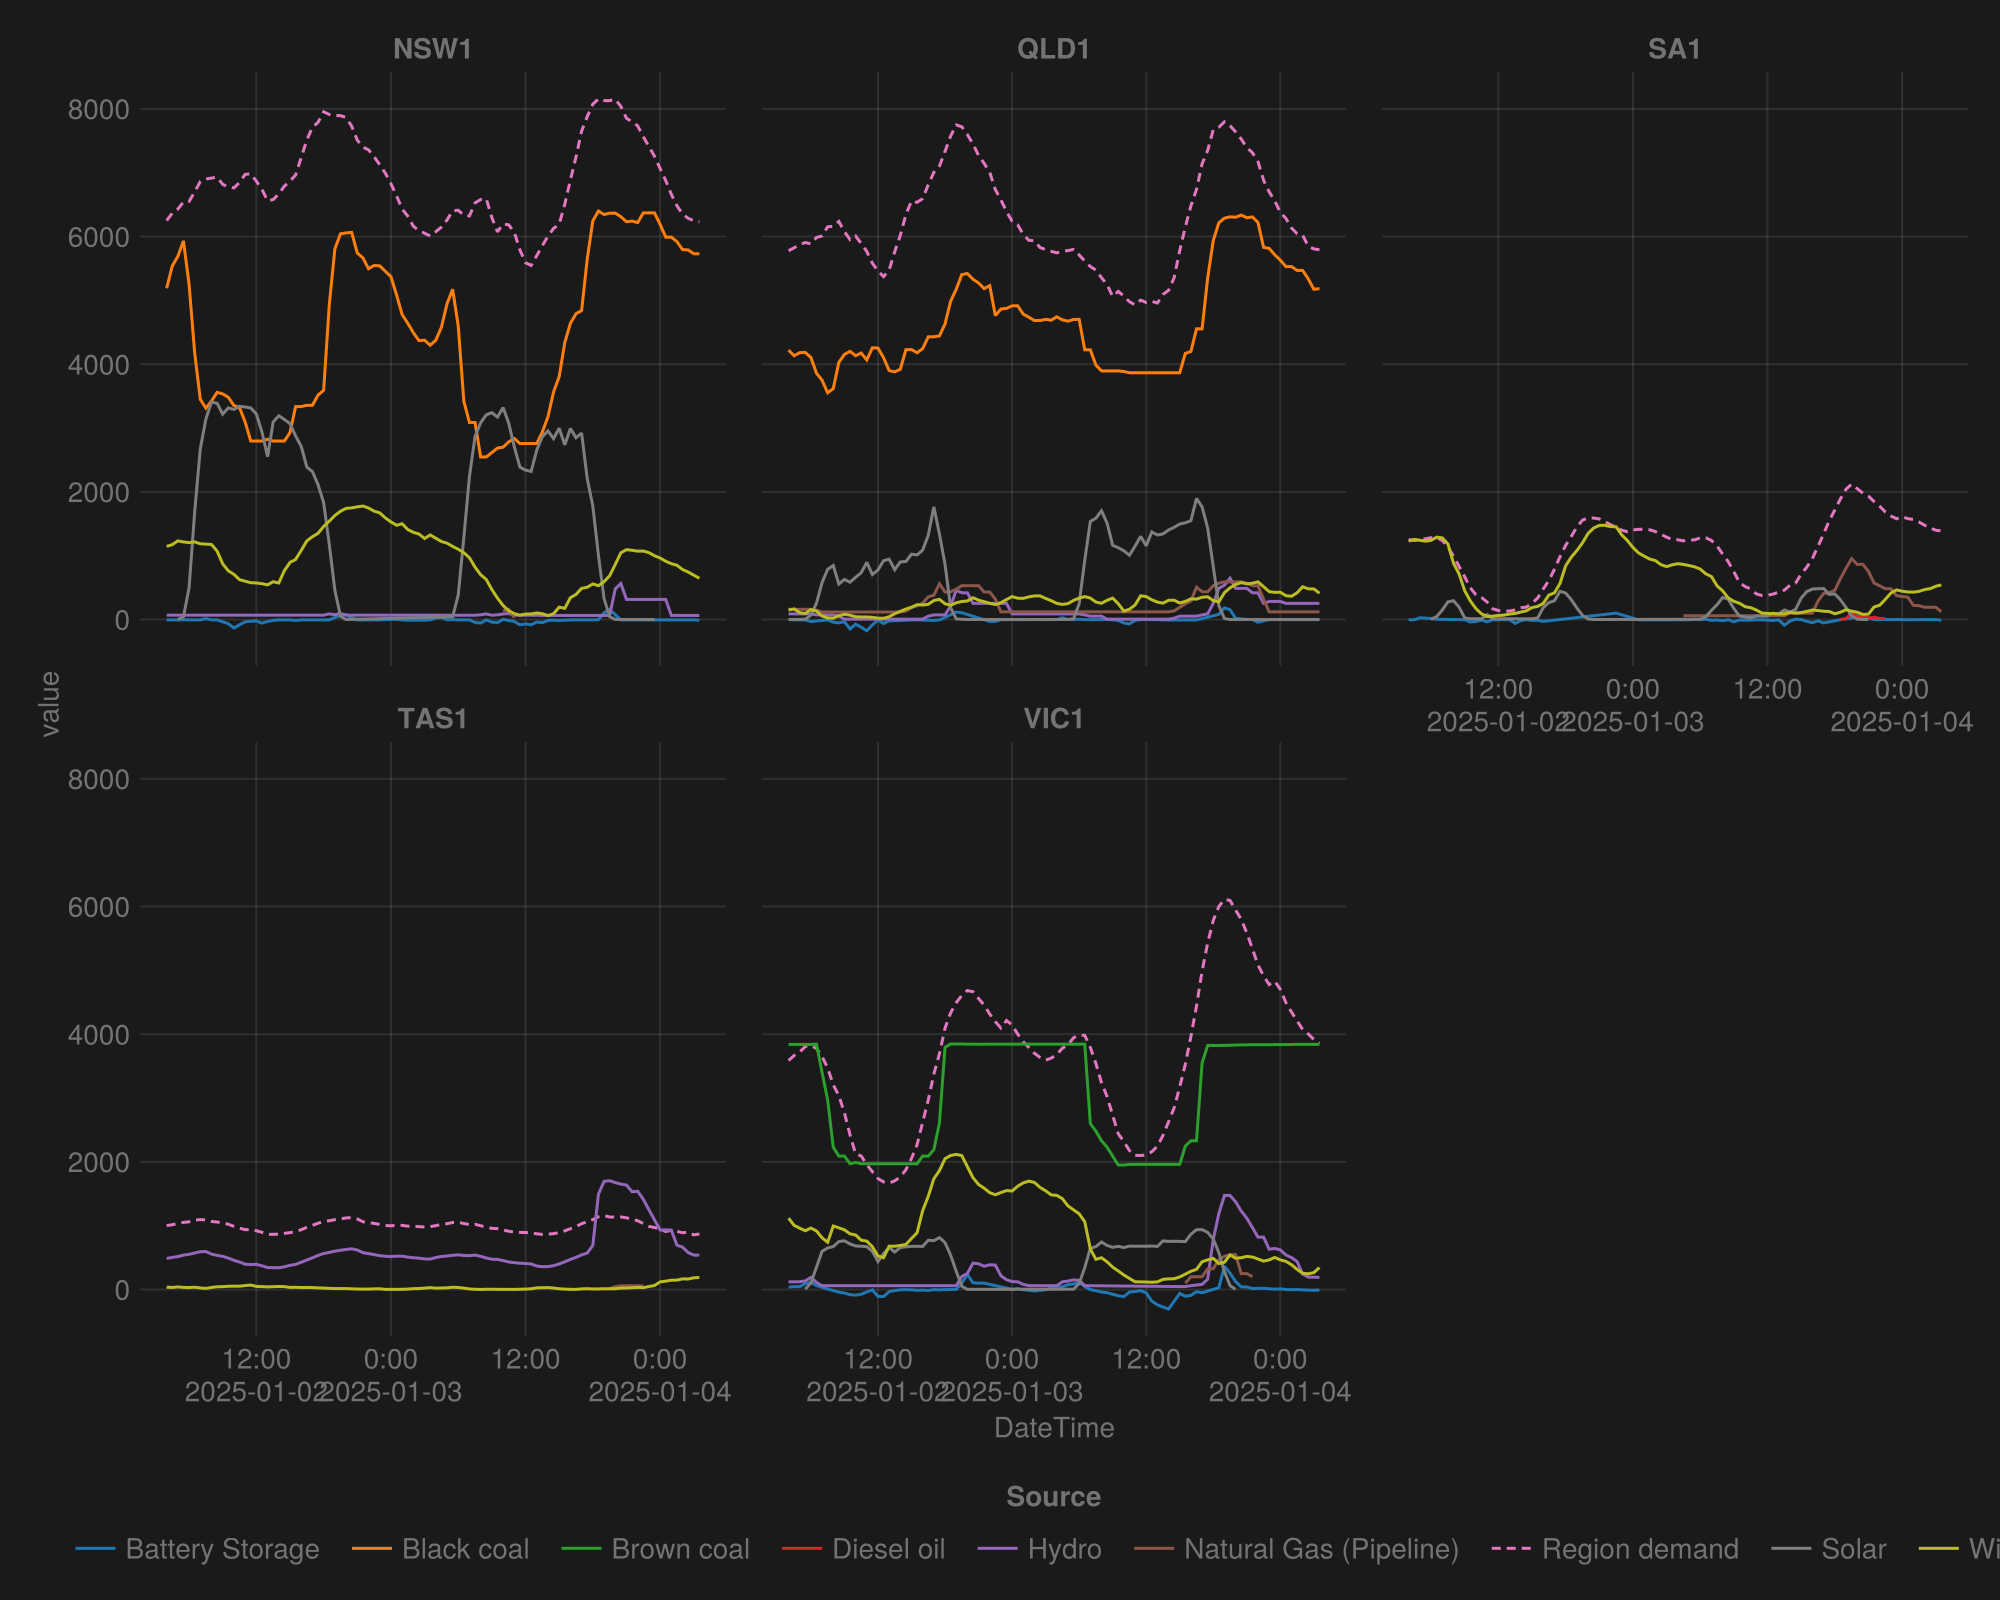 NSW1
QLD1
SA1
8000
6000
4000
2000
0
12:00 0:00 12:00 0:00
2025-01-02 2025-01-03 2025-01-04
value
TAS1
VIC1
8000
6000
4000
2000
0
12:00 0:00 12:00 0:00
2025-01-02 2025-01-03 2025-01-04
12:00 0:00 12:00 0:00
2025-01-02 2025-01-03 2025-01-04
DateTime
Source
Battery Storage Black coal Brown coal Diesel oil Hydro Natural Gas (Pipeline) Region demand Solar Wi